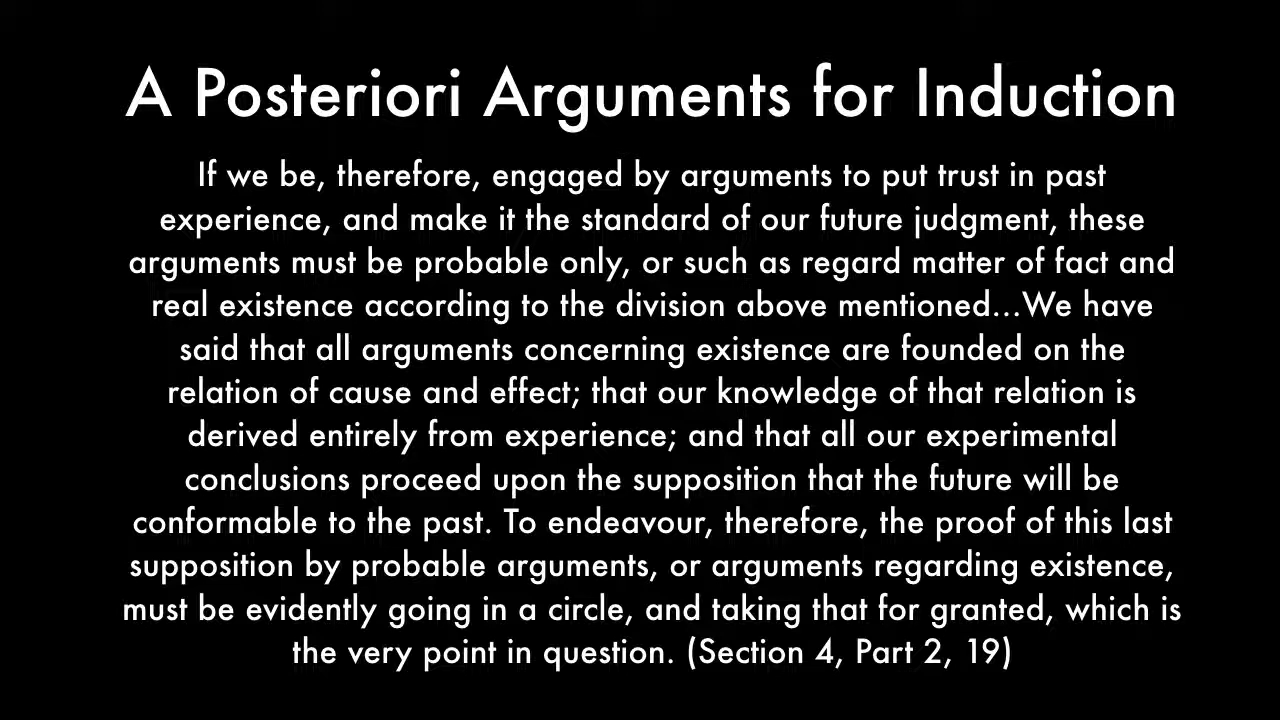 A Posteriori Arguments for Induction
If we be, therefore, engaged by arguments to put trust in past
experience, and make it the standard of our future judgment, these
arguments must be probable only, or such as regard matter of fact and
real existence according to the division above mentioned...We have
said that all arguments concerning existence are founded on the
relation of cause and effect; that our knowledge of that relation is
derived entirely from experience; and that all our experimental
conclusions proceed upon the supposition that the future will be
conformable to the past. To endeavour, therefore, the proof of this last
supposition by probable arguments, or arguments regarding existence,
must be evidently going in a circle, and taking that for granted, which is
the very point in question. (Section 4, Part 2, 19)